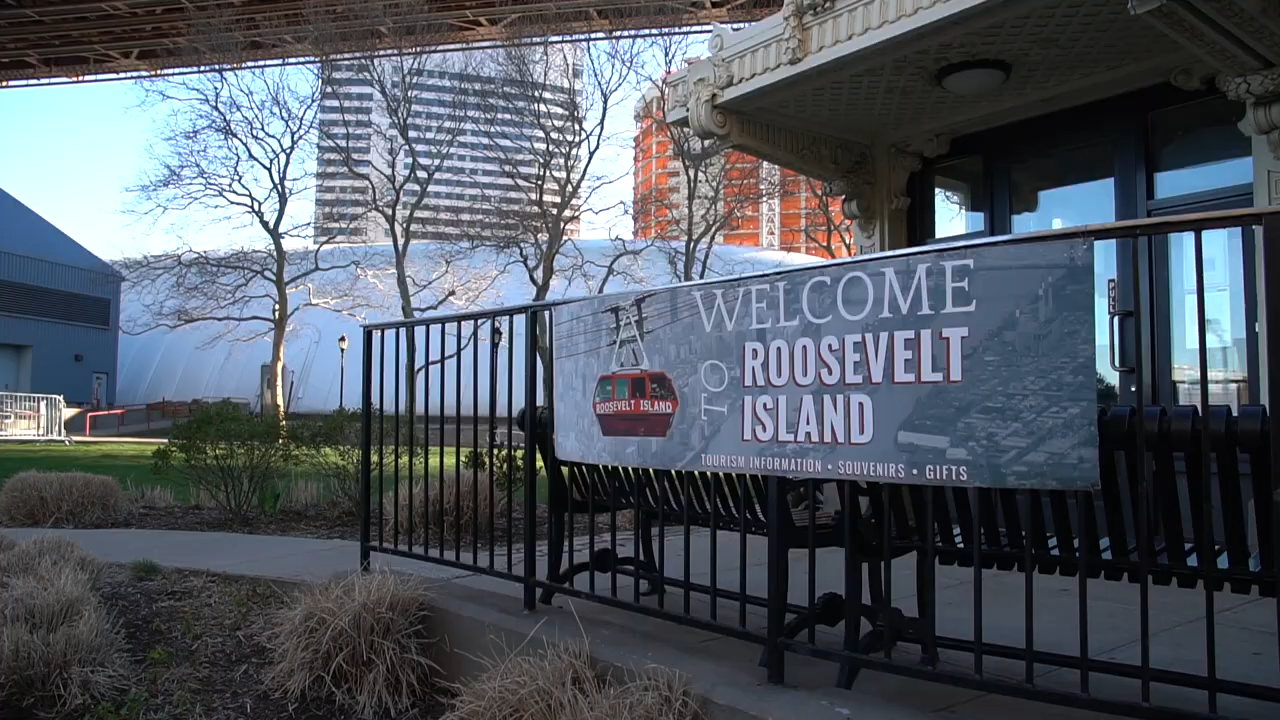 WELCOME
TO
ROOSEVELT
ISLAND
ROOSEVELT ISLAND
TOURISM INFORMATION • SOUVENIRS • GIFTS